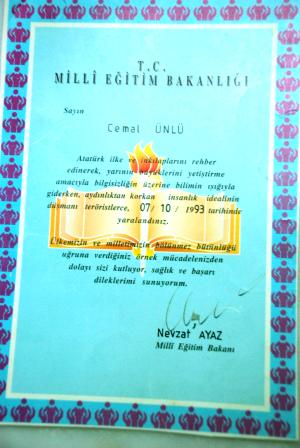 T.C.
MİLLÎ EĞİTİM BAKANLIĞI
Sayın
Cemal ÜNLÜ
Atatürk ilke ve inkılaplarını rehber
edinerek, yarının büyüklerini yetiştirme
amacıyla bilgisizliğin üzerine bilimin ışığıyla
giderken, aydınlıktan korkan insanlık idealinin
düşmanı teröristlerce, 07/ 10 / 1993 tarihinde
yaralandınız.
Ülkemizin ve milletimizin bölünmez bütünlüğü
uğruna verdiğiniz örnek mücadelenizden
dolayı sizi kutluyor, sağlık ve başarı
dileklerimi sunuyorum.
Nevzat AYAZ
Millî Eğitim Bakanı